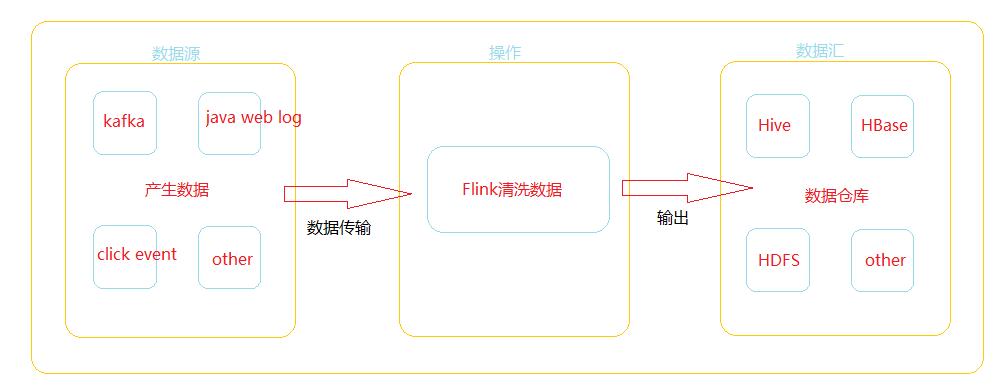 数据源
操作
数据汇
kafka
java web log
产生数据
click event
other
数据传输
Flink清洗数据
输出
Hive
HBase
数据仓库
HDFS
other